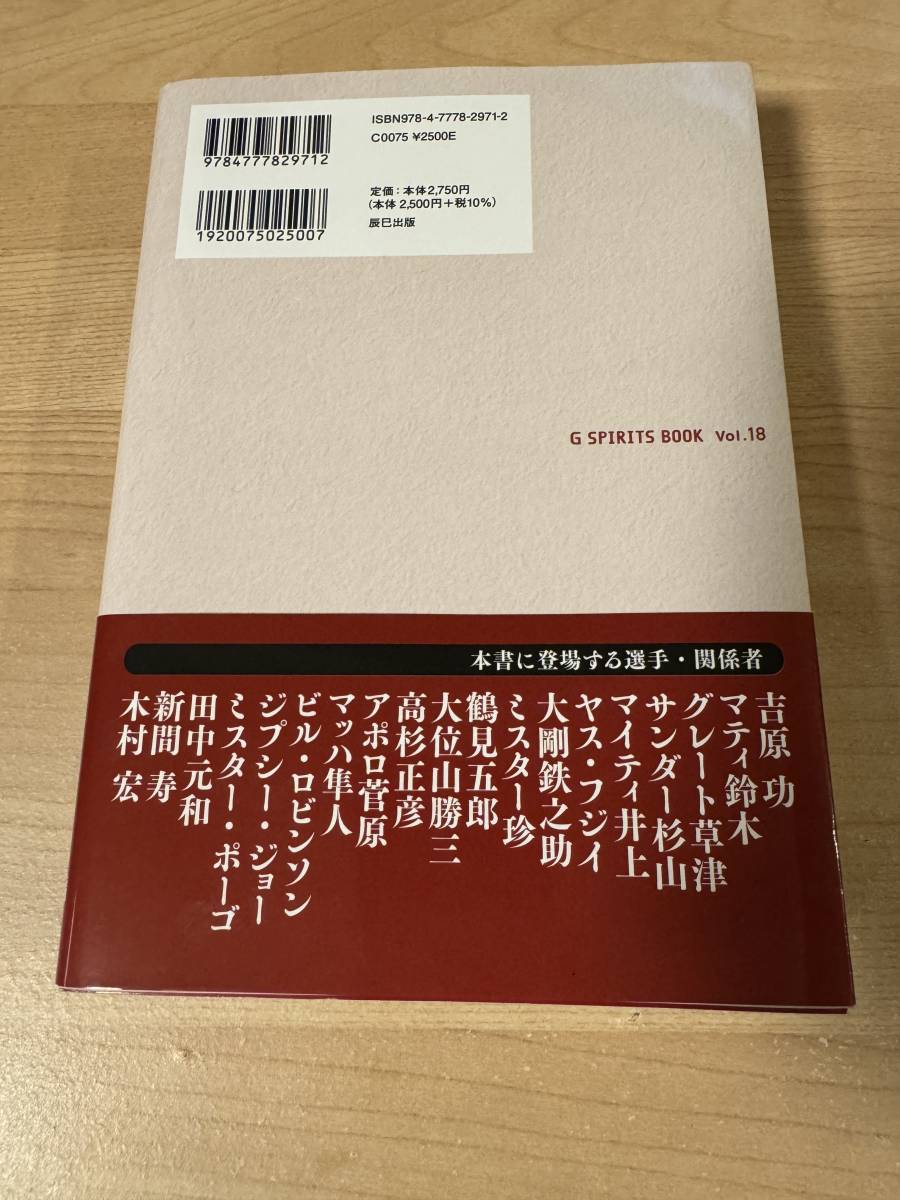 ISBN978-4-7778-2971-2
C0075 ¥2500E
9784777829712
定価：本体2,750円
（本体 2,500円＋税10%）
辰巳出版
1920075025007
G SPIRITS BOOK Vol.18
本書に登場する選手・関係者
吉原 功
マティ鈴木
グレート草津
サンダー杉山
マイティ井上
ヤス・フジイ
大剛鉄之助
ミスター珍
鶴見五郎
大位山勝三
高杉正彦
アポロ菅原
マッハ隼人
ビル・ロビンソン
ジプシー・ジョー
ミスター・ポーゴ
田中元和
新間 寿
木村 宏